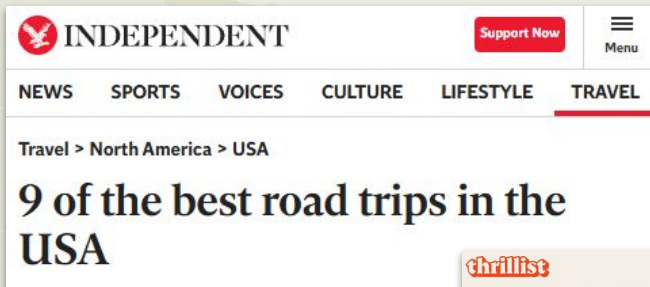 INDEPENDENT
Support Now
Menu
NEWS SPORTS VOICES CULTURE LIFESTYLE TRAVEL
Travel > North America > USA
9 of the best road trips in the
USA
thrillist